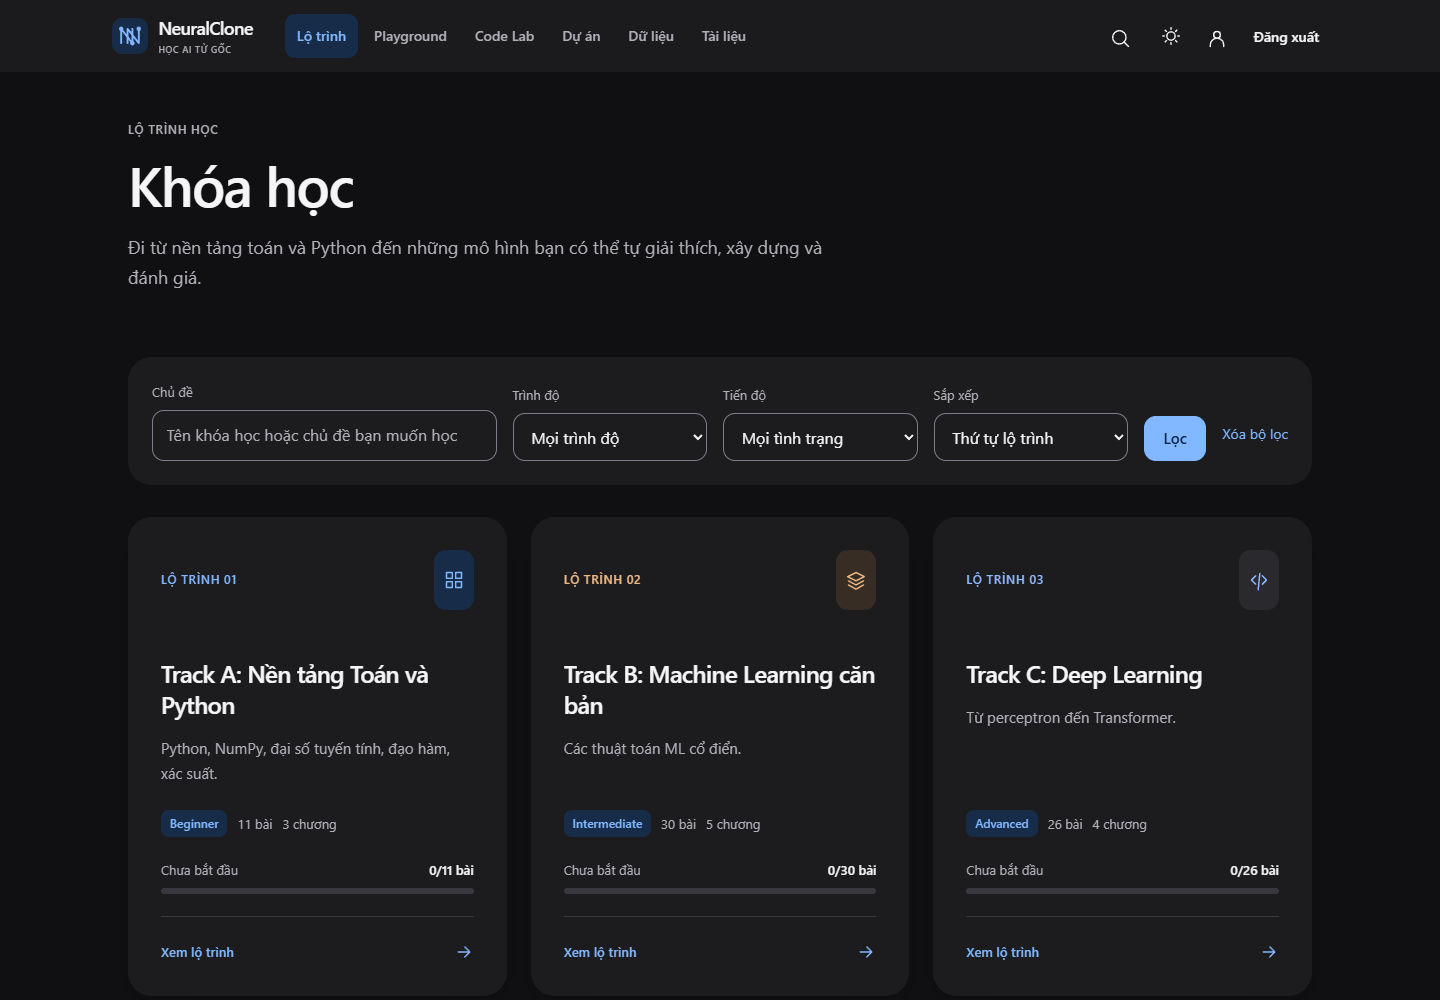 NeuralClone
HỌC AI TỪ GỐC
Lộ trình
Playground
Code Lab
Dự án
Dữ liệu
Tài liệu
Đăng xuất
LỘ TRÌNH HỌC
Khóa học
Đi từ nền tảng toán và Python đến những mô hình bạn có thể tự giải thích, xây dựng và
đánh giá.
Chủ đề
Tên khóa học hoặc chủ đề bạn muốn học
Trình độ
Mọi trình độ
Tiến độ
Mọi tình trạng
Sắp xếp
Thứ tự lộ trình
Lọc
Xóa bộ lọc
LỘ TRÌNH 01
Track A: Nền tảng Toán và
Python
Python, NumPy, đại số tuyến tính, đạo hàm,
xác suất.
Beginner 11 bài 3 chương
Chưa bắt đầu 0/11 bài
Xem lộ trình
LỘ TRÌNH 02
Track B: Machine Learning căn
bản
Các thuật toán ML cổ điển.
Intermediate 30 bài 5 chương
Chưa bắt đầu 0/30 bài
Xem lộ trình
LỘ TRÌNH 03
Track C: Deep Learning
Từ perceptron đến Transformer.
Advanced 26 bài 4 chương
Chưa bắt đầu 0/26 bài
Xem lộ trình